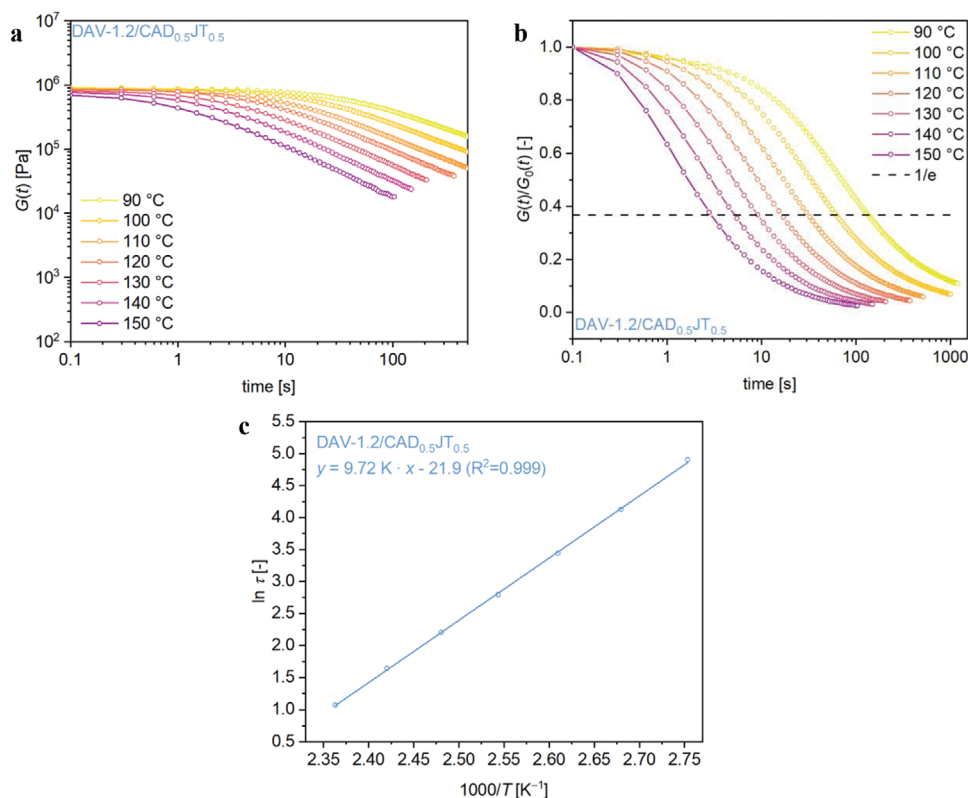 a
DAV-1.2/CAD0.5JT0.5
G(t) [Pa]
10^7
10^6
10^5
10^4
10^3
10^2
90 °C
100 °C
110 °C
120 °C
130 °C
140 °C
150 °C
0.1 1 10 100
time [s]
b
G(t)/G0(t) [-]
1.0
0.8
0.6
0.4
0.2
0.0
90 °C
100 °C
110 °C
120 °C
130 °C
140 °C
150 °C
1/e
DAV-1.2/CAD0.5JT0.5
0.1 1 10 100 1000
time [s]
c
DAV-1.2/CAD0.5JT0.5
y = 9.72 K · x - 21.9 (R²=0.999)
ln τ [-]
5.5
5.0
4.5
4.0
3.5
3.0
2.5
2.0
1.5
1.0
0.5
2.35 2.40 2.45 2.50 2.55 2.60 2.65 2.70 2.75
1000/T [K⁻¹]